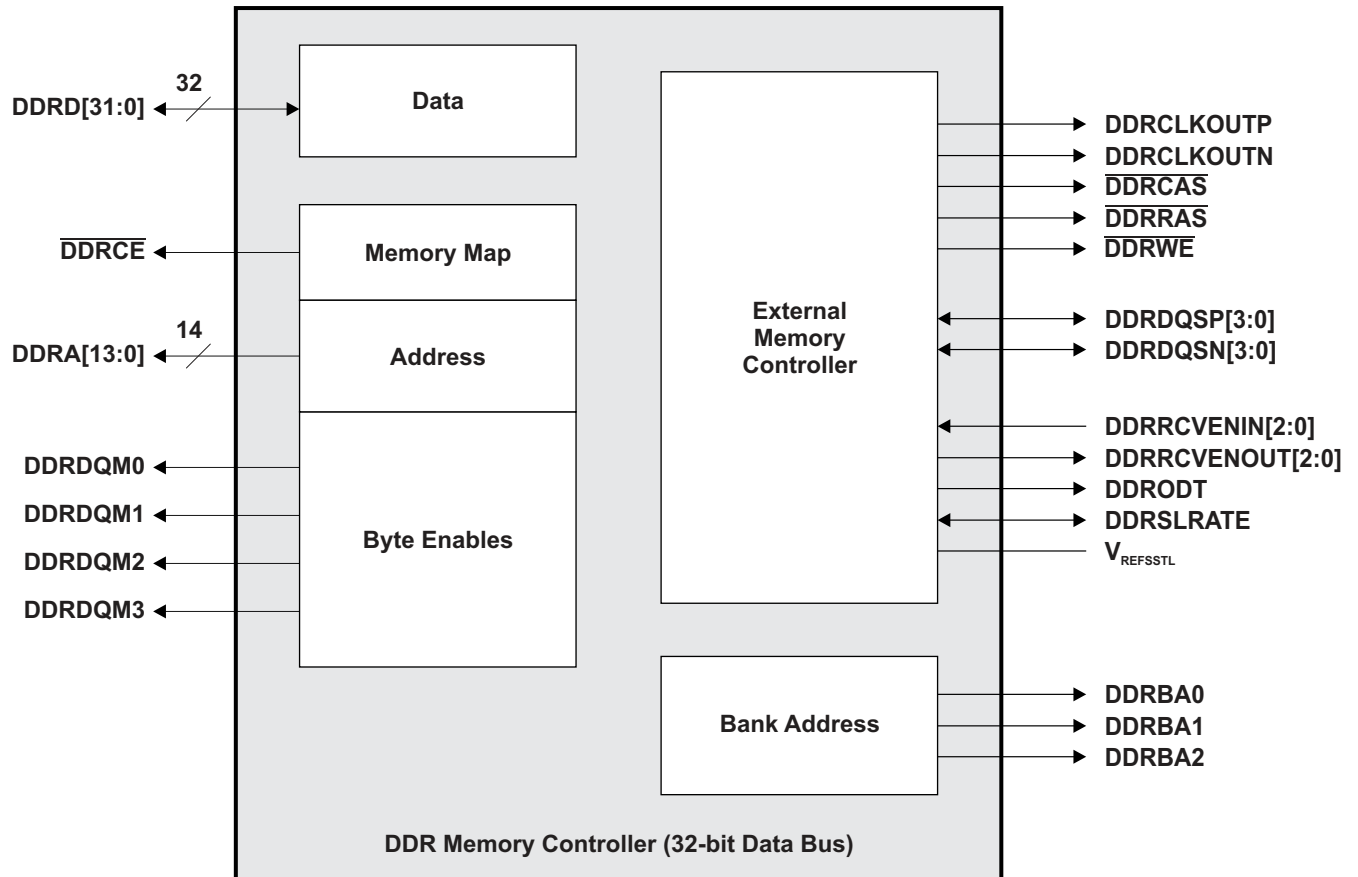 32
DDRD[31:0]
Data
DDRCE
Memory Map
14
DDRA[13:0]
Address
DDRDQM0
DDRDQM1
DDRDQM2
DDRDQM3
Byte Enables
External
Memory
Controller
DDRCLKOUTP
DDRCLKOUTN
DDRCAS
DDRRAS
DDRWE
DDRDQSP[3:0]
DDRDQSN[3:0]
DDRRCVENIN[2:0]
DDRRCVENOUT[2:0]
DDRODT
DDRSLRATE
VREFSSTL
Bank Address
DDRBA0
DDRBA1
DDRBA2
DDR Memory Controller (32-bit Data Bus)